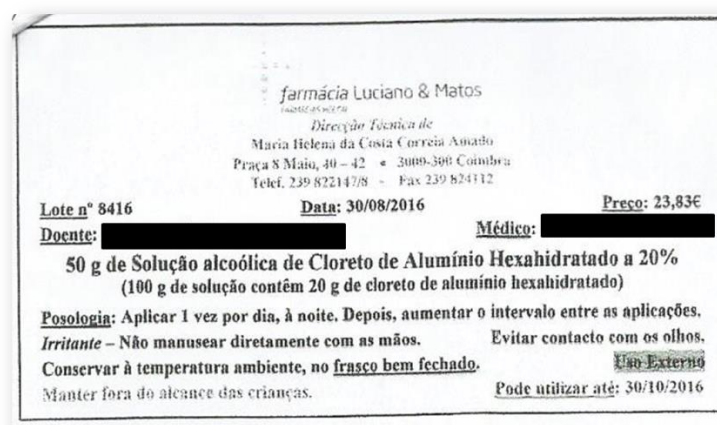 farmácia Luciano & Matos
Direcção Técnica de
Maria Helena da Costa Correia Amado
Praça 8 Maio, 40 – 42 • 3000-300 Coimbra
Telef. 239 822147/8 - Fax 239 824112
Lote nº 8416 Data: 30/08/2016 Preço: 23,83€
Doente: Médico:
50 g de Solução alcoólica de Cloreto de Alumínio Hexahidratado a 20%
(100 g de solução contêm 20 g de cloreto de alumínio hexahidratado)
Posologia: Aplicar 1 vez por dia, à noite. Depois, aumentar o intervalo entre as aplicações.
Irritante – Não manusear diretamente com as mãos. Evitar contacto com os olhos.
Conservar à temperatura ambiente, no frasco bem fechado. Uso Externo
Manter fora do alcance das crianças. Pode utilizar até: 30/10/2016